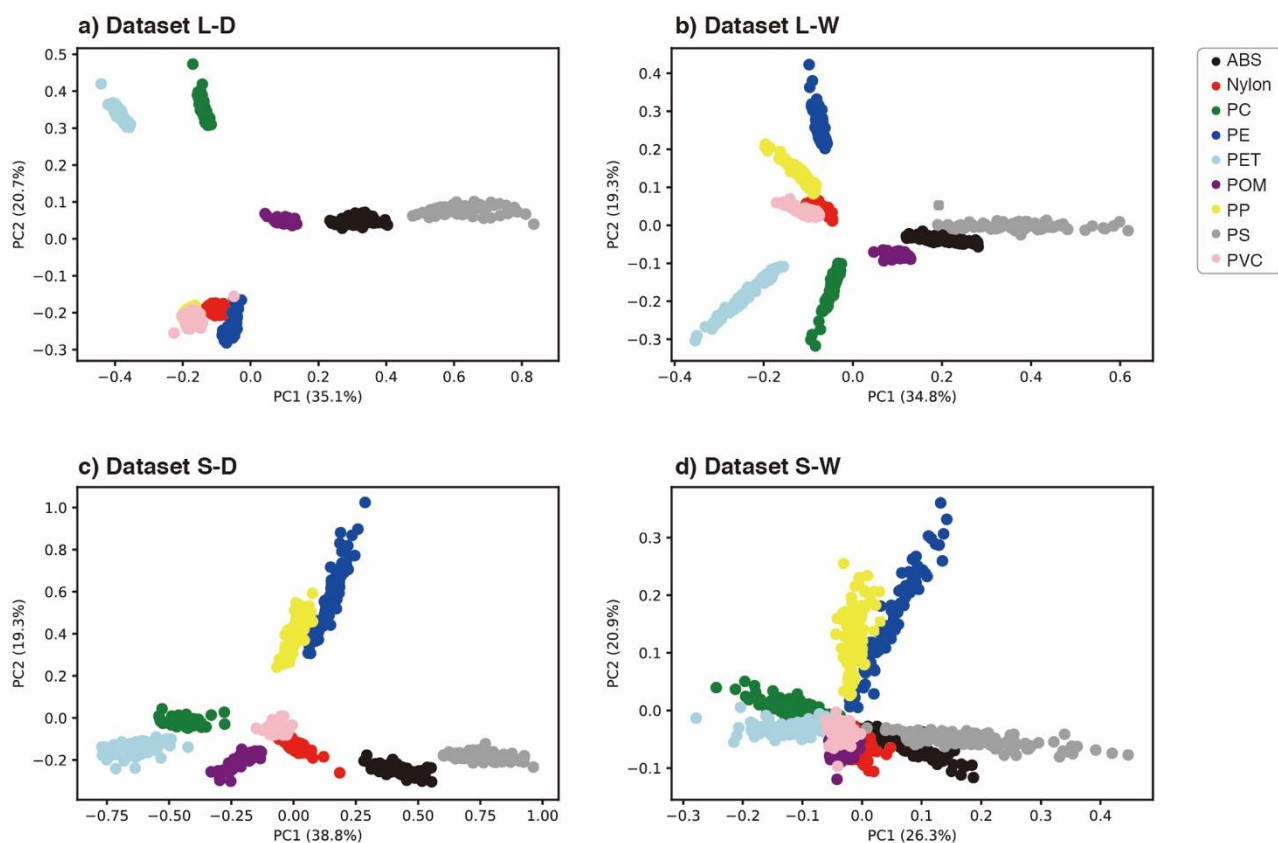 a) Dataset L-D
0.5
0.4
0.3
0.2
0.1
0.0
−0.1
−0.2
−0.3
PC2 (20.7%)
−0.4 −0.2 0.0 0.2 0.4 0.6 0.8
PC1 (35.1%)
b) Dataset L-W
0.4
0.3
0.2
0.1
0.0
−0.1
−0.2
−0.3
PC2 (19.3%)
−0.4 −0.2 0.0 0.2 0.4 0.6
PC1 (34.8%)
ABS
Nylon
PC
PE
PET
POM
PP
PS
PVC
c) Dataset S-D
1.0
0.8
0.6
0.4
0.2
0.0
−0.2
PC2 (19.3%)
−0.75 −0.50 −0.25 0.00 0.25 0.50 0.75 1.00
PC1 (38.8%)
d) Dataset S-W
0.3
0.2
0.1
0.0
−0.1
PC2 (20.9%)
−0.3 −0.2 −0.1 0.0 0.1 0.2 0.3 0.4
PC1 (26.3%)